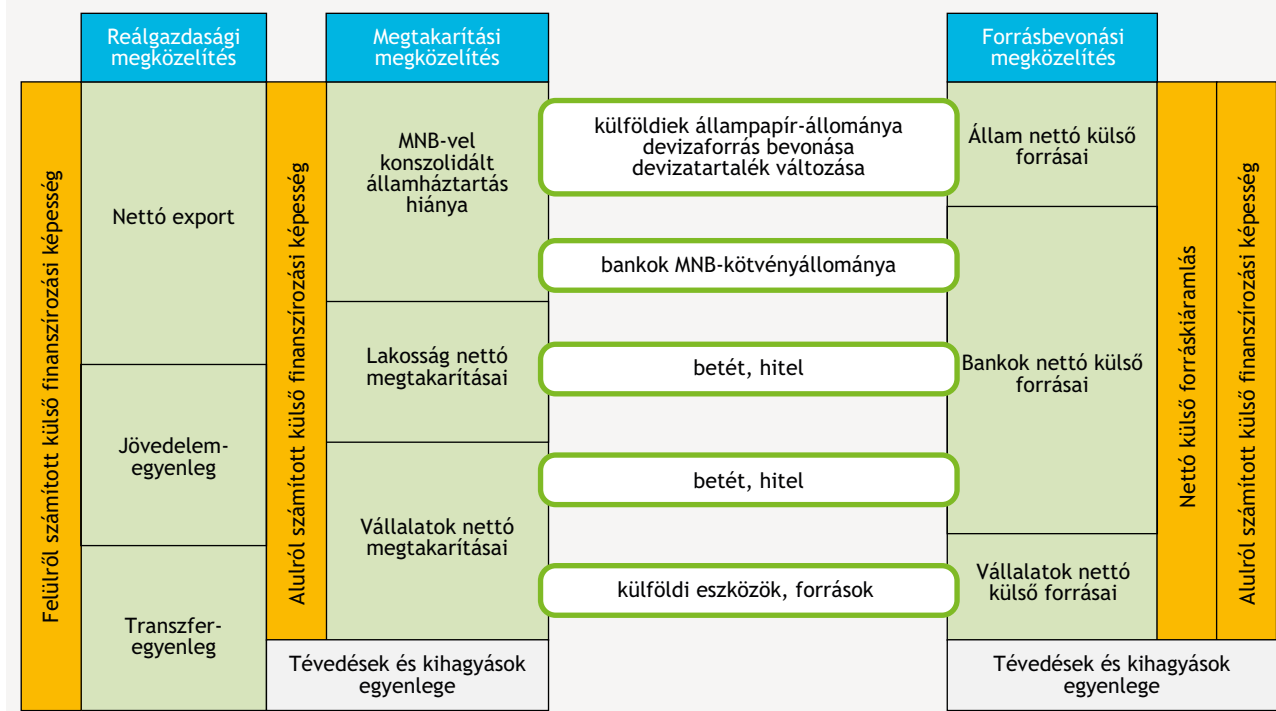 Reálgazdasági
megközelítés
Megtakarítási
megközelítés
Forrásbevonási
megközelítés
Felülről számított külső finanszírozási képesség
Nettó export
Jövedelem-
egyenleg
Transzfer-
egyenleg
Alulról számított külső finanszírozási képesség
MNB-vel
konszolidált
államháztartás
hiánya
Lakosság nettó
megtakarításai
Vállalatok nettó
megtakarításai
Tévedések és kihagyások
egyenlege
külföldiek állampapír-állománya
devizaforrás bevonása
devizatartalék változása
bankok MNB-kötvényállománya
betét, hitel
betét, hitel
külföldi eszközök, források
Állam nettó külső
forrásai
Bankok nettó külső
forrásai
Vállalatok nettó
külső forrásai
Nettó külső forráskiáramlás
Alulról számított külső finanszírozási képesség
Tévedések és kihagyások
egyenlege